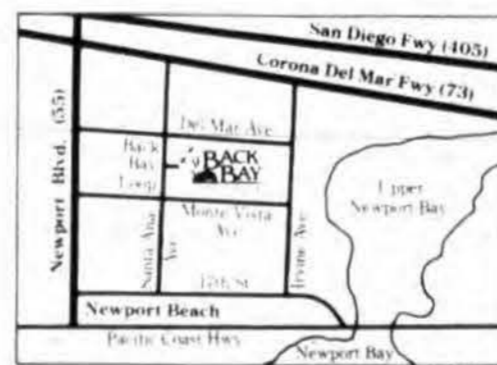 San Diego Fwy (405)
Corona Del Mar Fwy (73)
Newport Blvd. (55)
Del Mar Ave
Back
Bay
Loop
BACK
BAY
Upper
Newport Bay
Santa Ana
Ave
Monte Vista
Ave
Irvine Ave
17th St
Newport Beach
Pacific Coast Hwy
Newport Bay